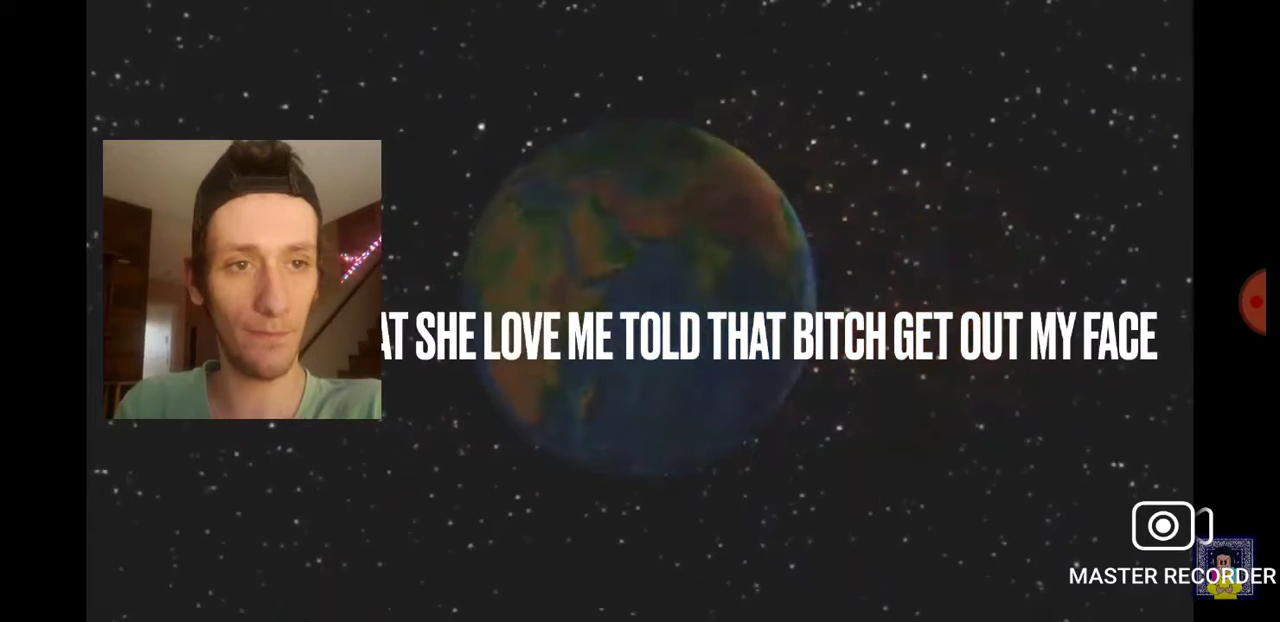 AT SHE LOVE ME TOLD THAT BITCH GET OUT MY FACE
MASTER RECORDER